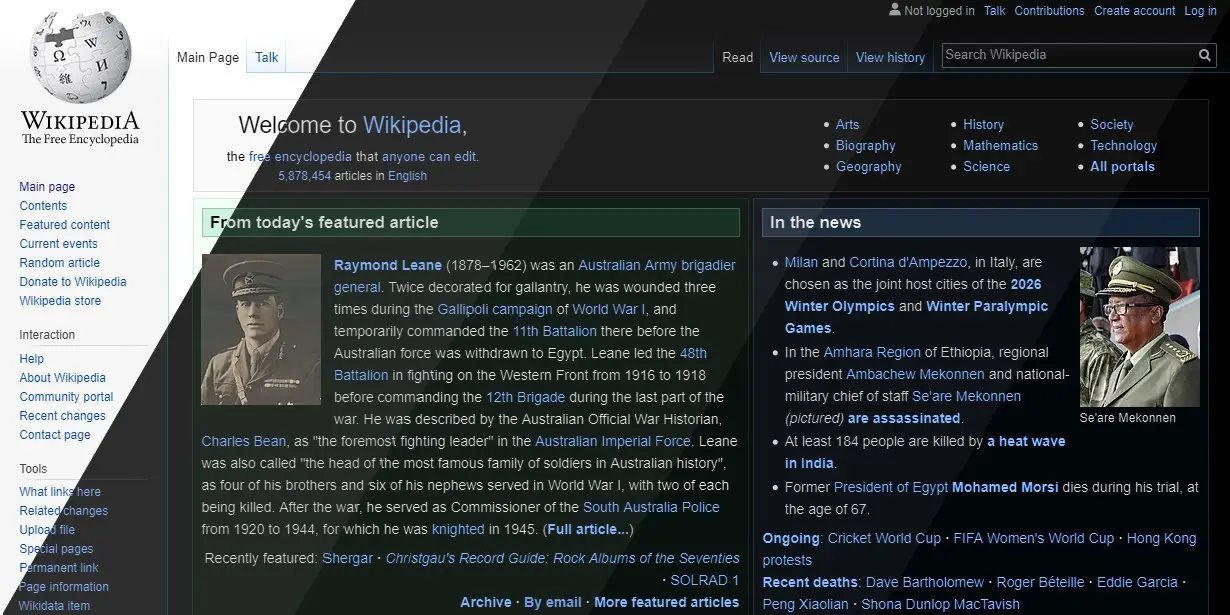 Not logged in Talk Contributions Create account Log in
Main Page Talk Read View source View history Search Wikipedia
WIKIPEDIA
The Free Encyclopedia
Main page
Contents
Featured content
Current events
Random article
Donate to Wikipedia
Wikipedia store
Interaction
Help
About Wikipedia
Community portal
Recent changes
Contact page
Tools
What links here
Related changes
Upload file
Special pages
Permanent link
Page information
Wikidata item
Welcome to Wikipedia,
the free encyclopedia that anyone can edit.
5,878,454 articles in English
• Arts
• Biography
• Geography
• History
• Mathematics
• Science
• Society
• Technology
• All portals
From today's featured article
Raymond Leane (1878–1962) was an Australian Army brigadier
general. Twice decorated for gallantry, he was wounded three
times during the Gallipoli campaign of World War I, and
temporarily commanded the 11th Battalion there before the
Australian force was withdrawn to Egypt. Leane led the 48th
Battalion in fighting on the Western Front from 1916 to 1918
before commanding the 12th Brigade during the last part of the
war. He was described by the Australian Official War Historian,
Charles Bean, as "the foremost fighting leader" in the Australian Imperial Force. Leane
was also called "the head of the most famous family of soldiers in Australian history",
as four of his brothers and six of his nephews served in World War I, with two of each
being killed. After the war, he served as Commissioner of the South Australia Police
from 1920 to 1944, for which he was knighted in 1945. (Full article...)
Recently featured: Shergar · Christgau's Record Guide: Rock Albums of the Seventies
· SOLRAD 1
Archive · By email · More featured articles
In the news
• Milan and Cortina d'Ampezzo, in Italy, are
chosen as the joint host cities of the 2026
Winter Olympics and Winter Paralympic
Games.
• In the Amhara Region of Ethiopia, regional
president Ambachew Mekonnen and national-
military chief of staff Se'are Mekonnen
(pictured) are assassinated.
Se'are Mekonnen
• At least 184 people are killed by a heat wave
in India.
• Former President of Egypt Mohamed Morsi dies during his trial, at
the age of 67.
Ongoing: Cricket World Cup · FIFA Women's World Cup · Hong Kong
protests
Recent deaths: Dave Bartholomew · Roger Béteille · Eddie Garcia ·
Peng Xiaolian · Shona Dunlop MacTavish